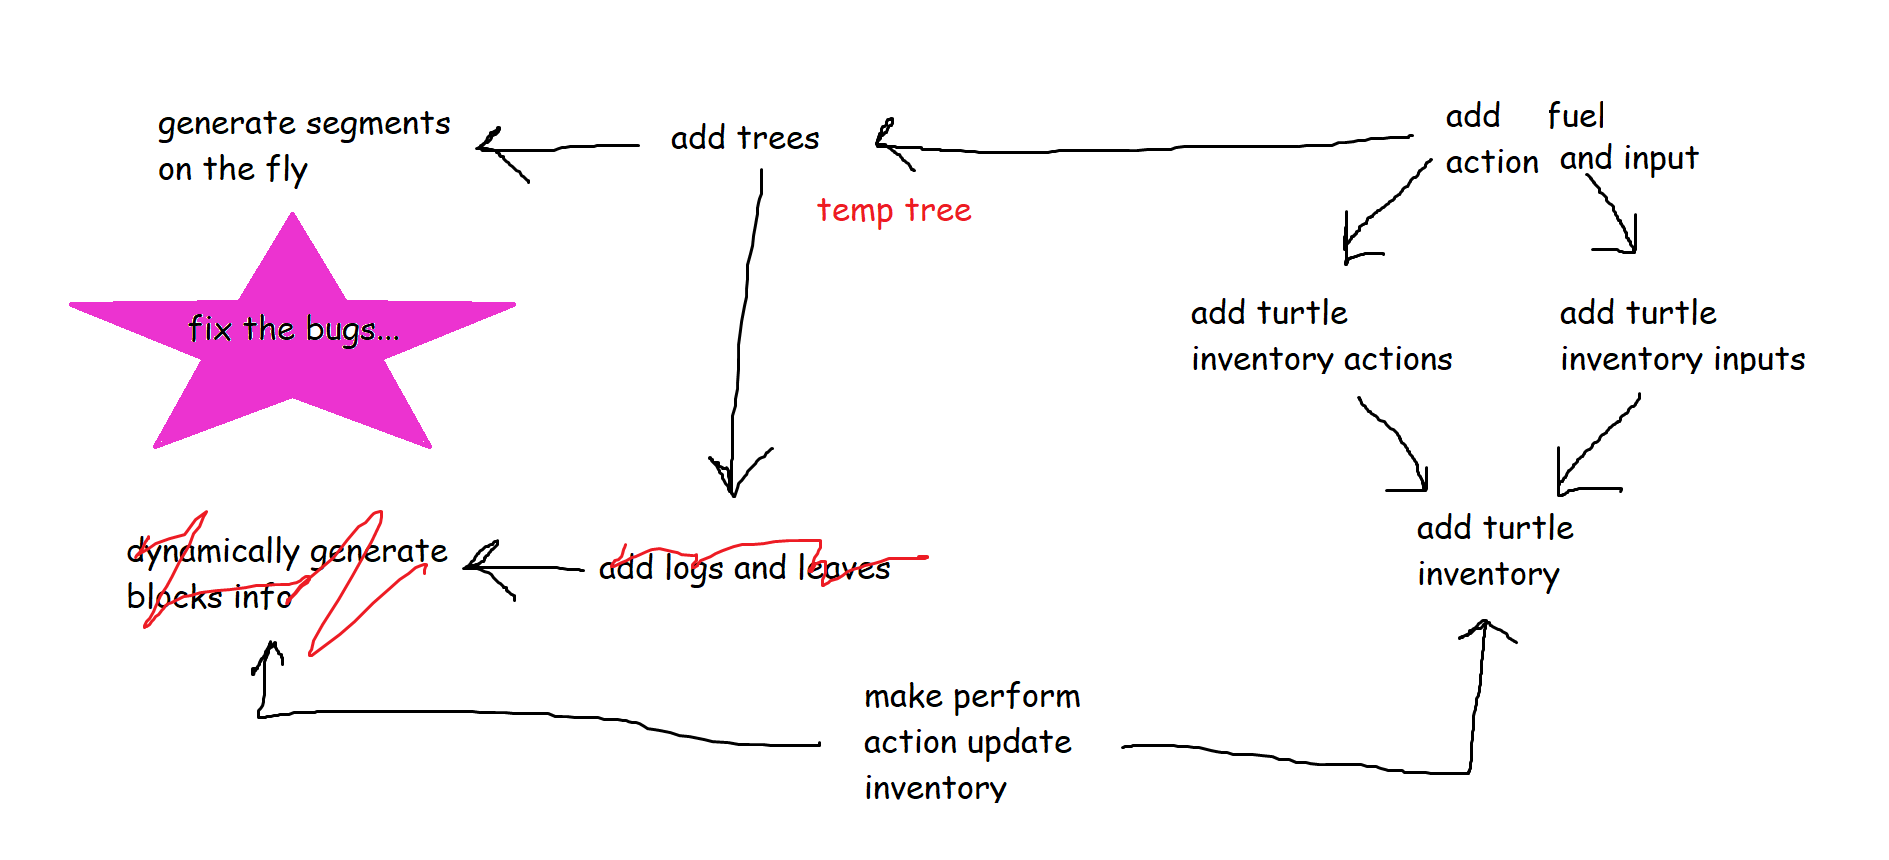 generate segments
on the fly
add trees
temp tree
add fuel
action and input
fix the bugs...
add turtle
inventory actions
add turtle
inventory inputs
dynamically generate
blocks info
add logs and leaves
add turtle
inventory
make perform
action update
inventory